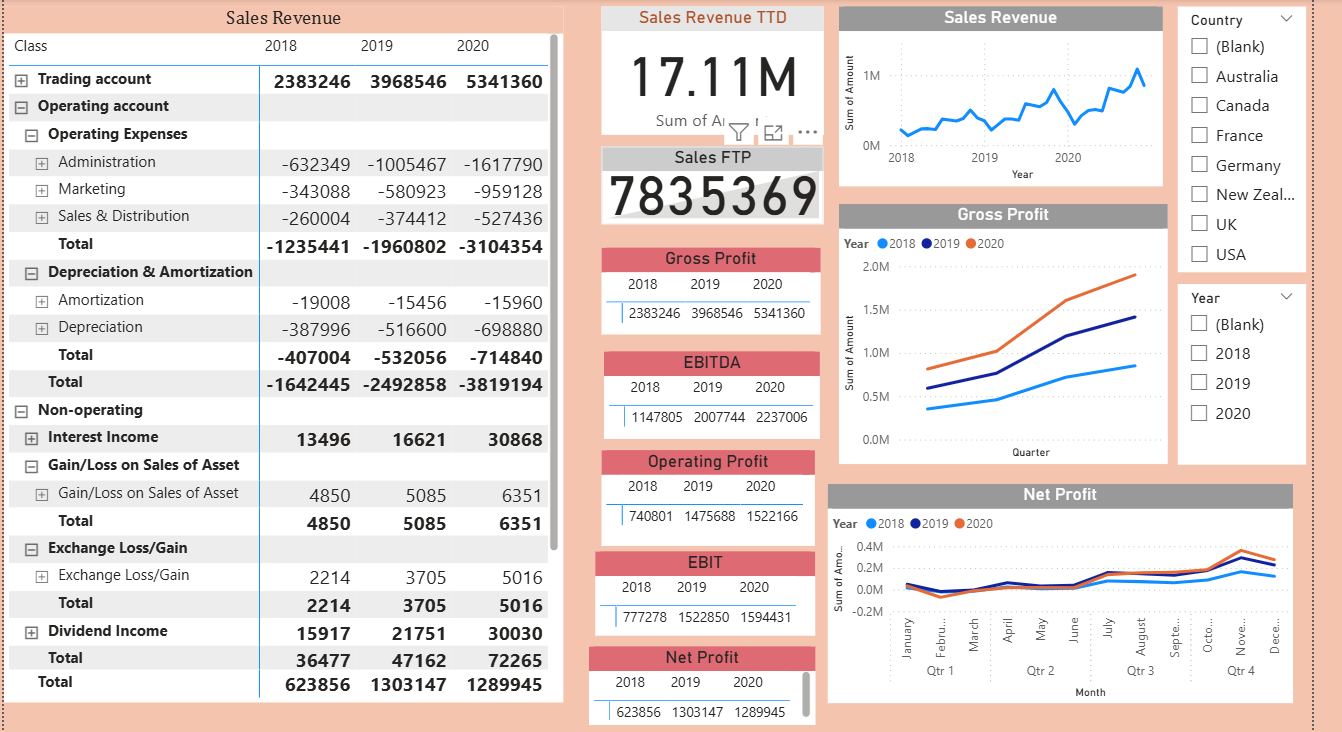 Sales Revenue
Class 2018 2019 2020
Trading account 2383246 3968546 5341360
Operating account
Operating Expenses
Administration -632349 -1005467 -1617790
Marketing -343088 -580923 -959128
Sales & Distribution -260004 -374412 -527436
Total -1235441 -1960802 -3104354
Depreciation & Amortization
Amortization -19008 -15456 -15960
Depreciation -387996 -516600 -698880
Total -407004 -532056 -714840
Total -1642445 -2492858 -3819194
Non-operating
Interest Income 13496 16621 30868
Gain/Loss on Sales of Asset
Gain/Loss on Sales of Asset 4850 5085 6351
Total 4850 5085 6351
Exchange Loss/Gain
Exchange Loss/Gain 2214 3705 5016
Total 2214 3705 5016
Dividend Income 15917 21751 30030
Total 36477 47162 72265
Total 623856 1303147 1289945
Sales Revenue TTD
17.11M
Sum of
Sales FTP
7835369
Gross Profit
2018 2019 2020
2383246 3968546 5341360
EBITDA
2018 2019 2020
1147805 2007744 2237006
Operating Profit
2018 2019 2020
740801 1475688 1522166
EBIT
2018 2019 2020
777278 1522850 1594431
Net Profit
2018 2019 2020
623856 1303147 1289945
Sales Revenue
Sum of Amount
1M
0M
2018 2019 2020
Year
Gross Profit
Year 2018 2019 2020
Sum of Amount
2.0M
1.5M
1.0M
0.5M
0.0M
Quarter
Net Profit
Year 2018 2019 2020
Sum of Amo...
0.4M
0.2M
0.0M
-0.2M
January Febru... March April May June July August Septe... Octo... Nove... Dece...
Qtr 1 Qtr 2 Qtr 3 Qtr 4
Month
Country
(Blank)
Australia
Canada
France
Germany
New Zeal...
UK
USA
Year
(Blank)
2018
2019
2020